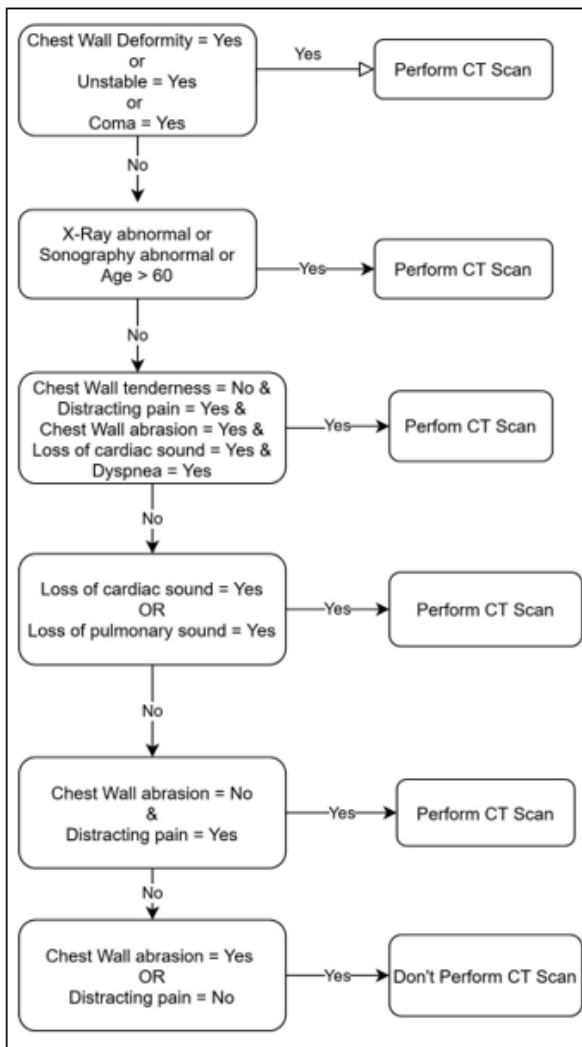 Chest Wall Deformity = Yes
or
Unstable = Yes
or
Coma = Yes
Yes
Perform CT Scan
No
X-Ray abnormal or
Sonography abnormal or
Age > 60
Yes
Perform CT Scan
No
Chest Wall tenderness = No &
Distracting pain = Yes &
Chest Wall abrasion = Yes &
Loss of cardiac sound = Yes &
Dyspnea = Yes
Yes
Perfom CT Scan
No
Loss of cardiac sound = Yes
OR
Loss of pulmonary sound = Yes
Yes
Perform CT Scan
No
Chest Wall abrasion = No
&
Distracting pain = Yes
Yes
Perform CT Scan
No
Chest Wall abrasion = Yes
OR
Distracting pain = No
Yes
Don't Perform CT Scan